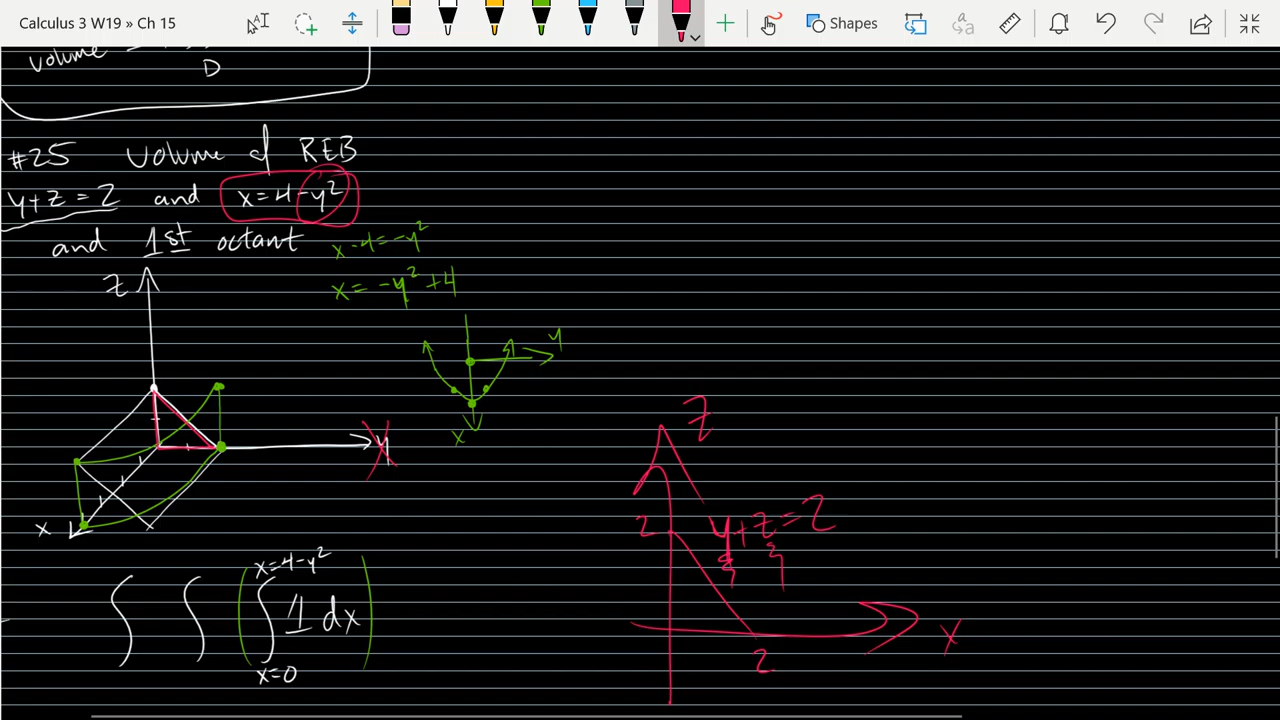 Calculus 3 W19 » Ch 15
Shapes
Volume =
D
#25 Volume of REB
y+z=2 and x=4-y²
and 1st octant
x-4=-y²
x=-y²+4
z
y
x
y
x
z
2
y+z=2
x
2
x=4-y²
∫ ∫ (∫ 1 dx)
x=0